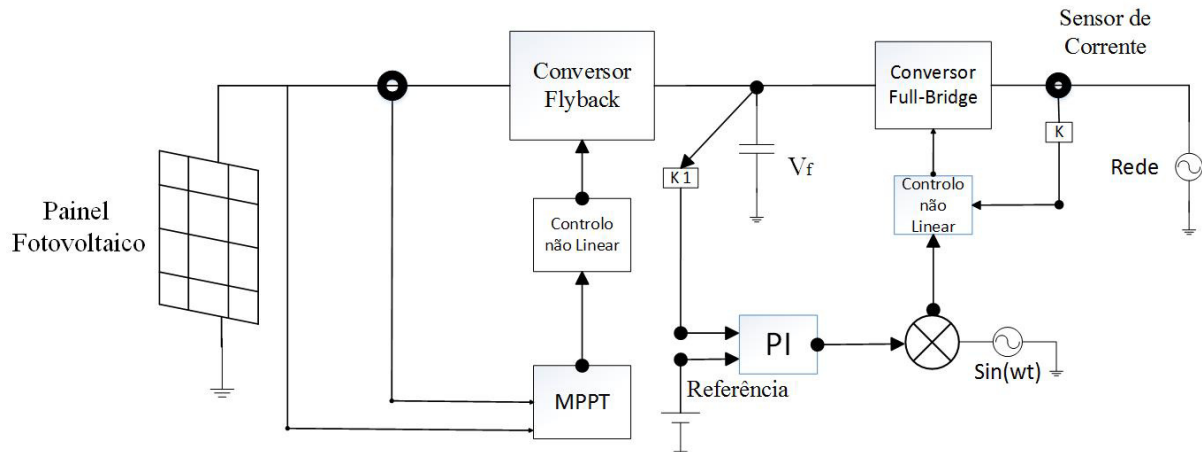 Sensor de
Corrente
Conversor
Flyback
Conversor
Full-Bridge
K
K 1
Vf
Rede
Controlo
não
Linear
Painel
Fotovoltaico
Controlo
não Linear
PI
Sin(wt)
Referência
MPPT